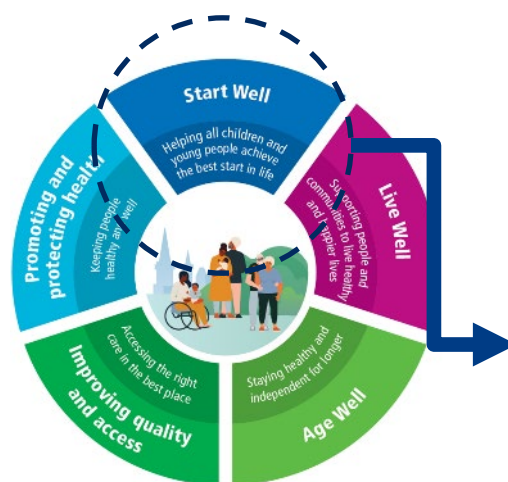 Start Well
Helping all children and
young people achieve
the best start in life
Live Well
Supporting people and
communities to live healthy
and happier lives
Age Well
Staying healthy and
independent for longer
Improving quality
and access
Accessing the right
care in the best place
Promoting and
protecting health
Keeping people
healthy and well